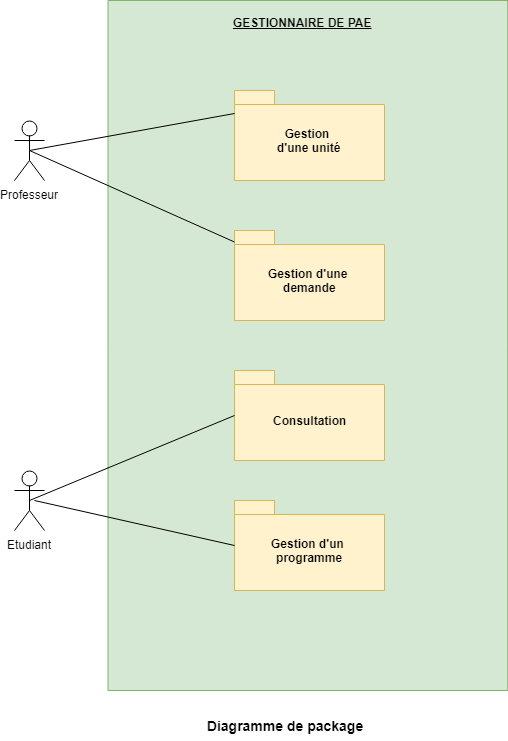 GESTIONNAIRE DE PAE
Gestion
d'une unité
Professeur
Gestion d'une
demande
Consultation
Etudiant
Gestion d'un
programme
Diagramme de package